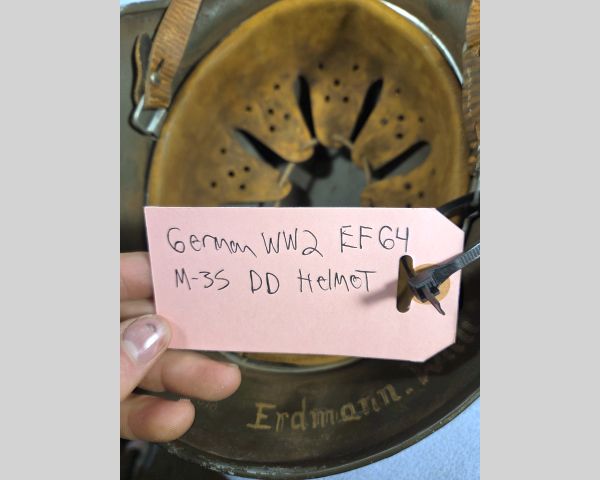 German WW2 EF64
M-35 DD Helmet
Erdmann.